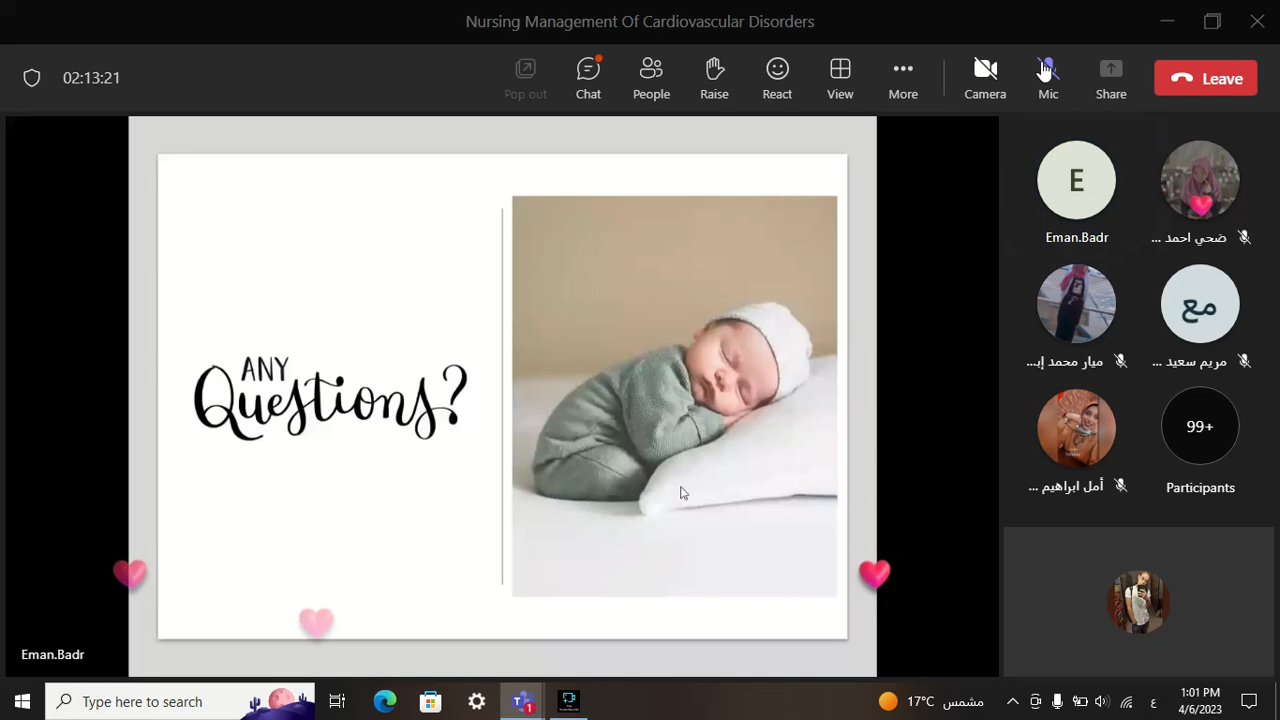 Nursing Management Of Cardiovascular Disorders
02:13:21
Pop out
Chat
People
Raise
React
View
More
Camera
Mic
Share
Leave
ANY
Questions?
Eman.Badr
E
Eman.Badr
ضحي احمد ...
ميار محمد إبـ...
مع
مريم سعيد ...
أمل ابراهيم ...
99+
Participants
Type here to search
1
17°C مشمس
ع
1:01 PM
4/6/2023